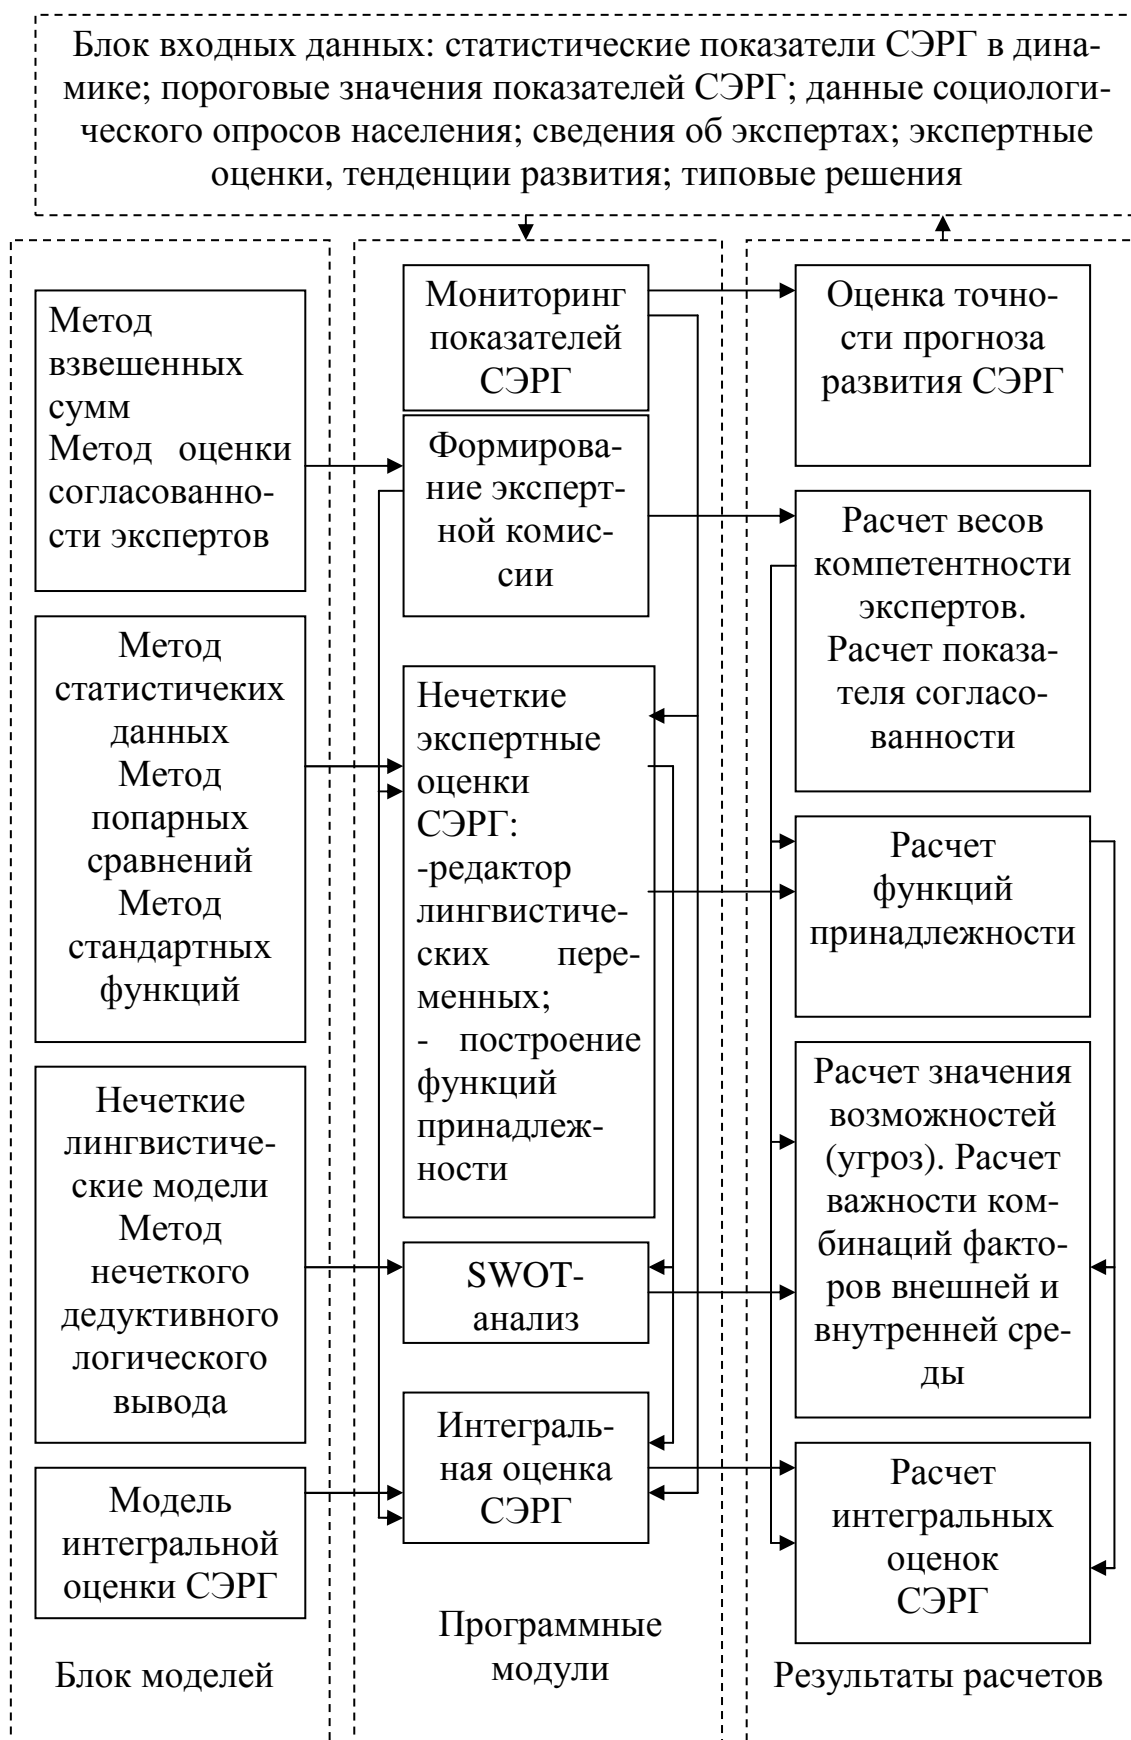 Блок входных данных: статистические показатели СЭРГ в дина-
мике; пороговые значения показателей СЭРГ; данные социологи-
ческого опросов населения; сведения об экспертах; экспертные
оценки, тенденции развития; типовые решения
Метод
взвешенных
сумм
Метод оценки
согласованно-
сти экспертов
Метод
статистичеких
данных
Метод
попарных
сравнений
Метод
стандартных
функций
Нечеткие
лингвистиче-
ские модели
Метод
нечеткого
дедуктивного
логического
вывода
Модель
интегральной
оценки СЭРГ
Блок моделей
Мониторинг
показателей
СЭРГ
Формирова-
ние эксперт-
ной комис-
сии
Нечеткие
экспертные
оценки
СЭРГ:
-редактор
лингвистиче-
ских пере-
менных;
- построение
функций
принадлеж-
ности
SWOT-
анализ
Интеграль-
ная оценка
СЭРГ
Программные
модули
Оценка точно-
сти прогноза
развития СЭРГ
Расчет весов
компетентности
экспертов.
Расчет показа-
теля согласо-
ванности
Расчет
функций
принадлежности
Расчет значения
возможностей
(угроз). Расчет
важности ком-
бинаций факто-
ров внешней и
внутренней сре-
ды
Расчет
интегральных
оценок
СЭРГ
Результаты расчетов